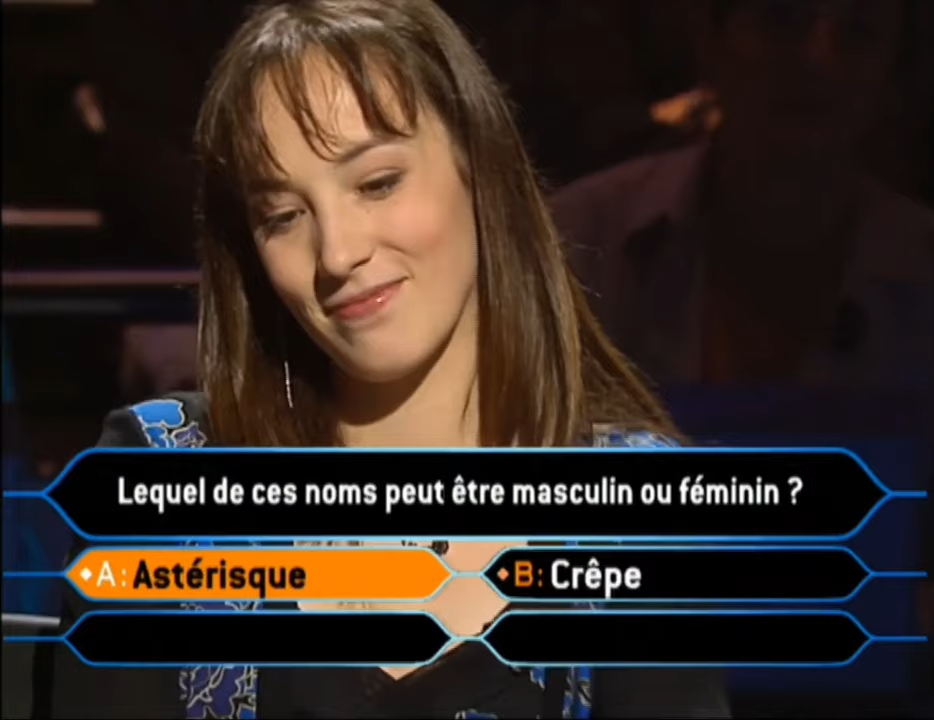 Lequel de ces noms peut être masculin ou féminin ?
A: Astérisque
B: Crêpe